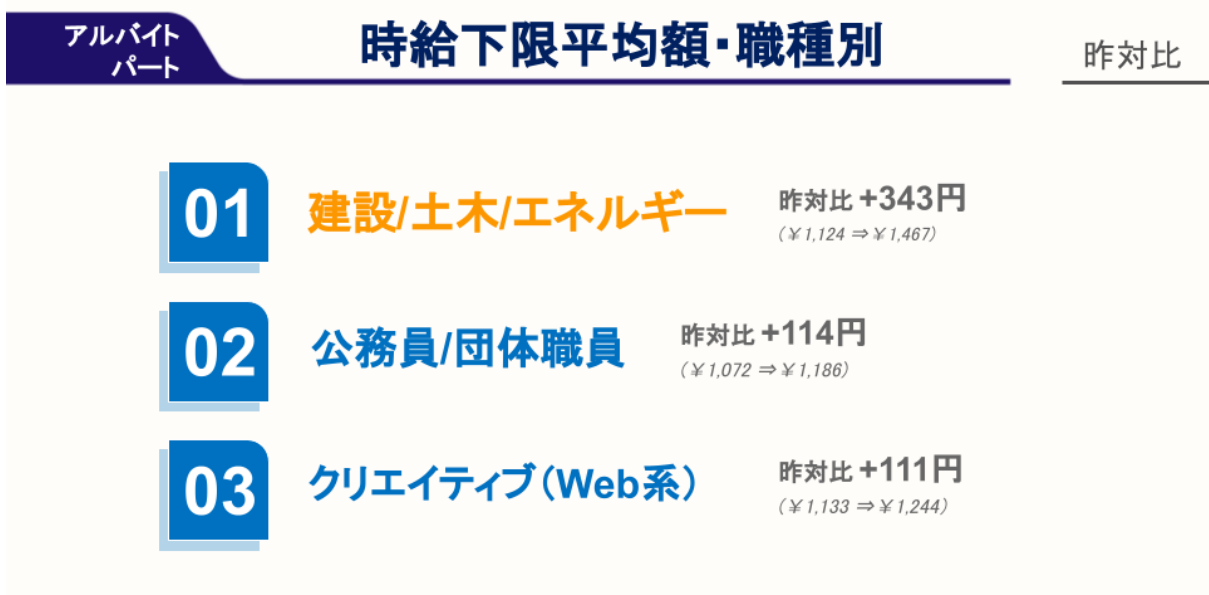 アルバイト
パート
時給下限平均額・職種別
昨対比
01
建設/土木/エネルギー
昨対比 +343円
(¥1,124 ⇒¥1,467)
02
公務員/団体職員
昨対比 +114円
(¥1,072 ⇒¥1,186)
03
クリエイティブ（Web系）
昨対比 +111円
(¥1,133 ⇒¥1,244)